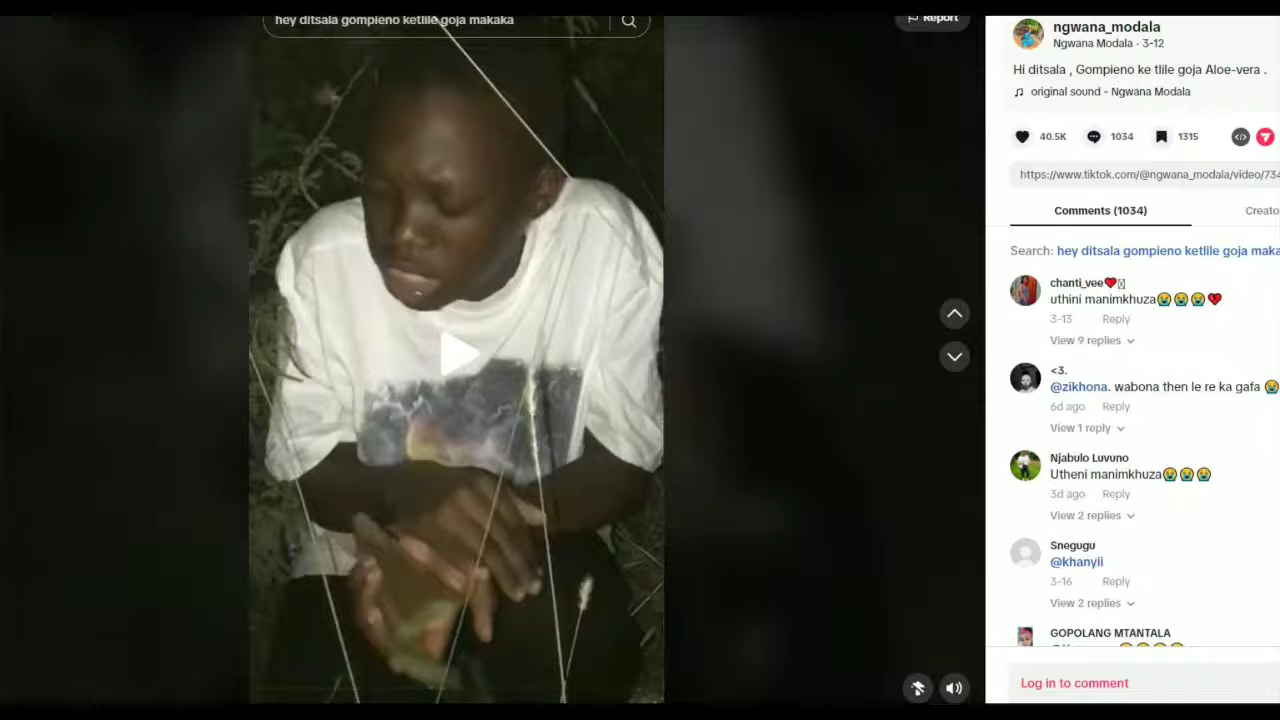 hey ditsala gompieno ketlile goja makaka
Report
ngwana_modala
Ngwana Modala · 3-12
Hi ditsala , Gompieno ke tlile goja Aloe-vera .
original sound - Ngwana Modala
40.5K 1034 1315
https://www.tiktok.com/@ngwana_modala/video/734
Comments (1034) Creato
Search: hey ditsala gompieno ketlile goja maka
chanti_vee❤️
uthini manimkhuza😭😭😭💔
3-13 Reply
View 9 replies
<3.
@zikhona. wabona then le re ka gafa 😭
6d ago Reply
View 1 reply
Njabulo Luvuno
Utheni manimkhuza😭😭😭
3d ago Reply
View 2 replies
Snegugu
@khanyii
3-16 Reply
View 2 replies
GOPOLANG MTANTALA
Log in to comment